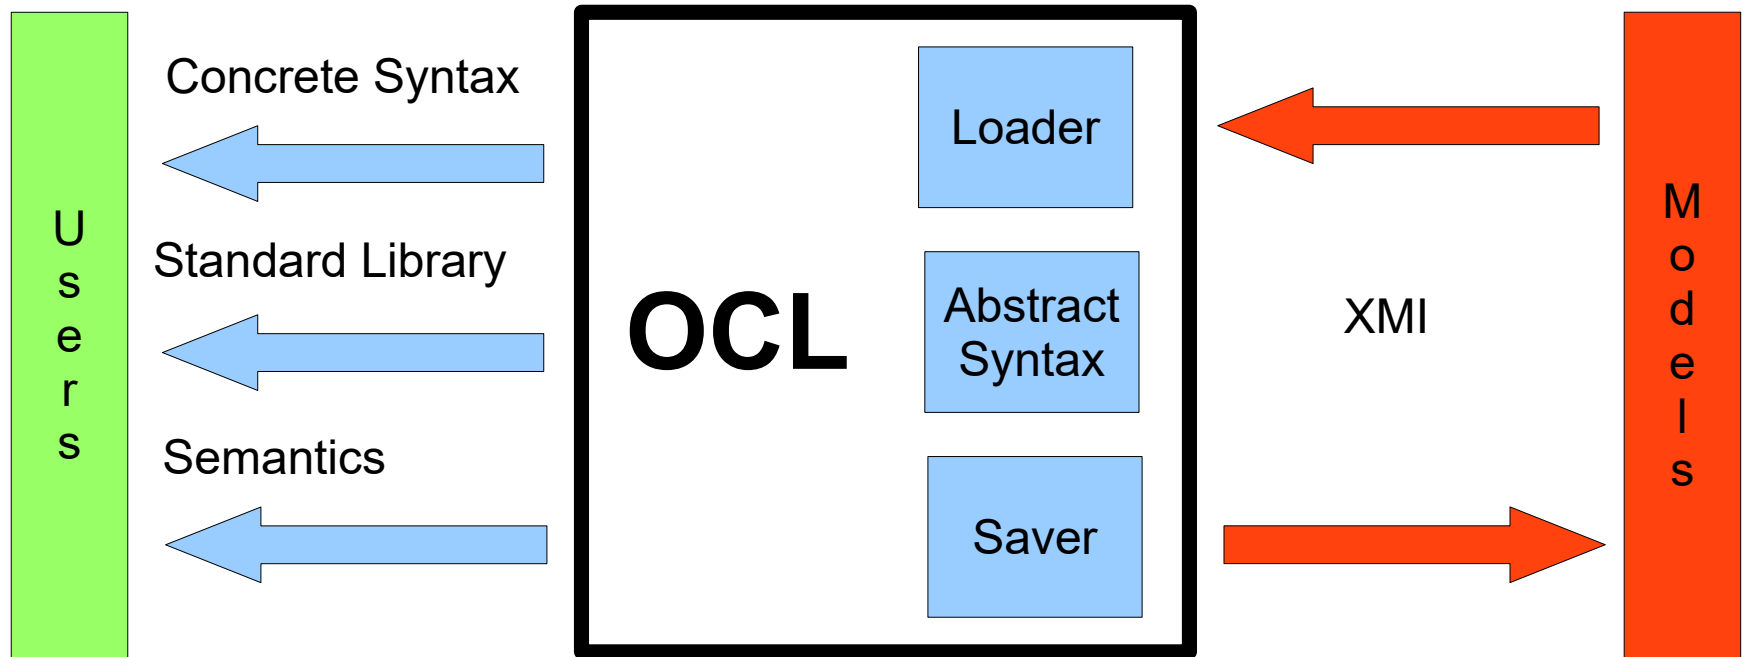 Users
Concrete Syntax
Standard Library
Semantics
OCL
Loader
Abstract
Syntax
Saver
XMI
Models